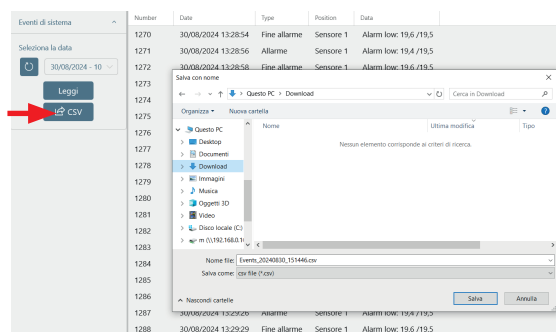 Eventi di sistema
Seleziona la data
30/08/2024 - 10
Leggi
CSV
Number Date Type Position Data
1270 30/08/2024 13:28:54 Fine allarme Sensore 1 Alarm low: 19,6 /19,5
1271 30/08/2024 13:28:56 Allarme Sensore 1 Alarm low: 19,4 /19,5
1272 30/08/2024 13:28:58 Fine allarme Sensore 1 Alarm low: 19,6 /19,5
1273
1274
1275
1276
1277
1278
1279
1280
1281
1282
1283
1284
1285
1286
1287 30/08/2024 13:29:26 Allarme Sensore 1 Alarm low: 19,4 /19,5
1288 30/08/2024 13:29:29 Fine allarme Sensore 1 Alarm low: 19,6 /19,5
Salva con nome
Questo PC > Download
Cerca in Download
Organizza
Nuova cartella
Nome Ultima modifica Tipo
Nessun elemento corrisponde ai criteri di ricerca.
Questo PC
Desktop
Documenti
Download
Immagini
Musica
Oggetti 3D
Video
Disco locale (C:)
m (\\192.168.0.1
Nome file: Events_20240830_151446.csv
Salva come: csv file (*.csv)
Nascondi cartelle
Salva
Annulla